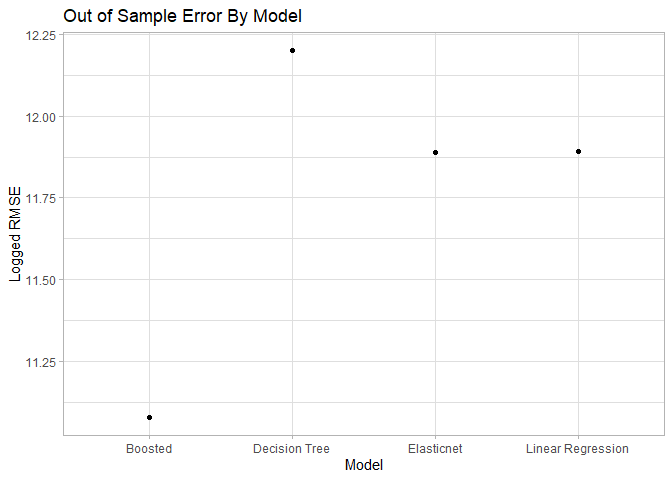 Out of Sample Error By Model
12.25
12.00
11.75
11.50
11.25
Logged RMSE
Boosted Decision Tree Elasticnet Linear Regression
Model